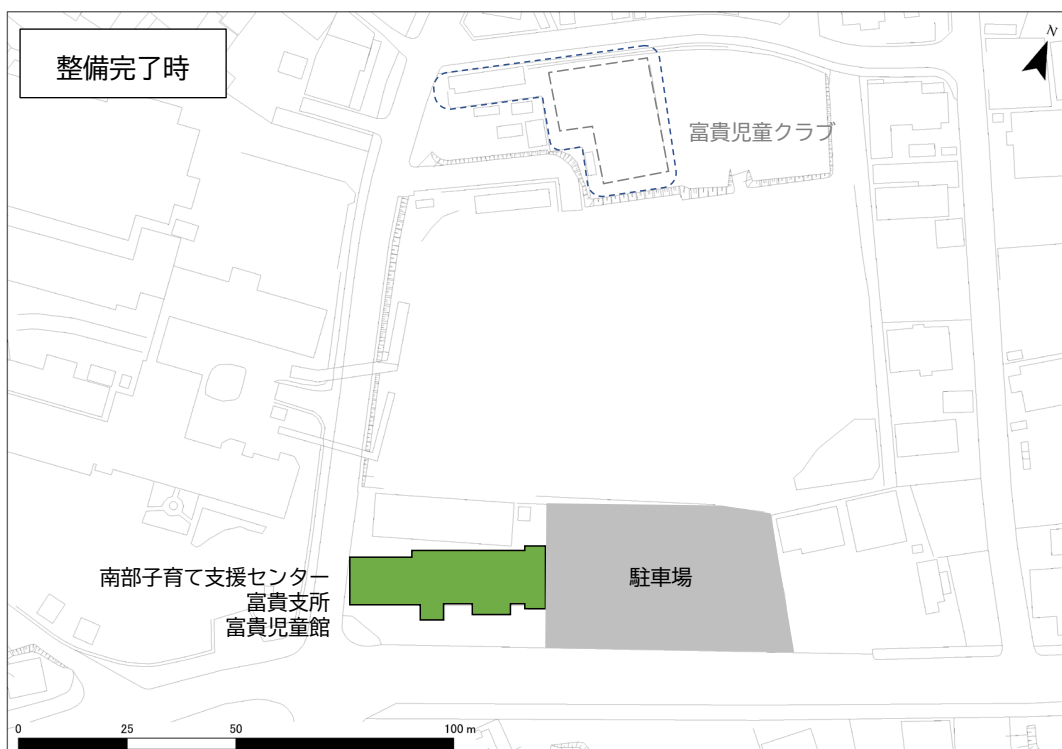 整備完了時
N
富貴児童クラブ
南部子育て支援センター
富貴支所
富貴児童館
駐車場
0 25 50 100 m